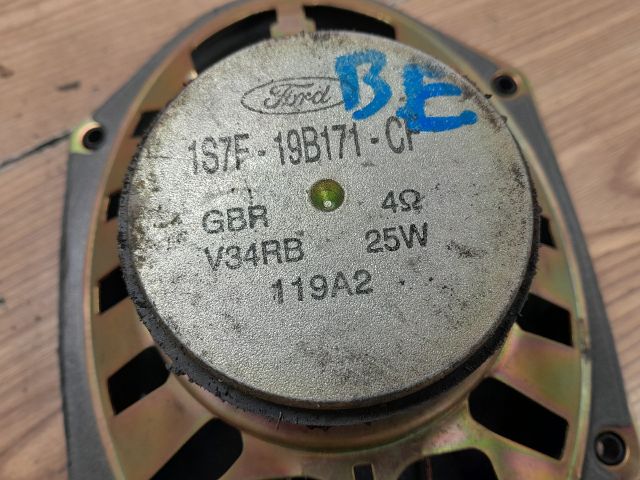 Ford BE
1S7F-19B171-CF
GBR 4Ω
V34RB 25W
119A2